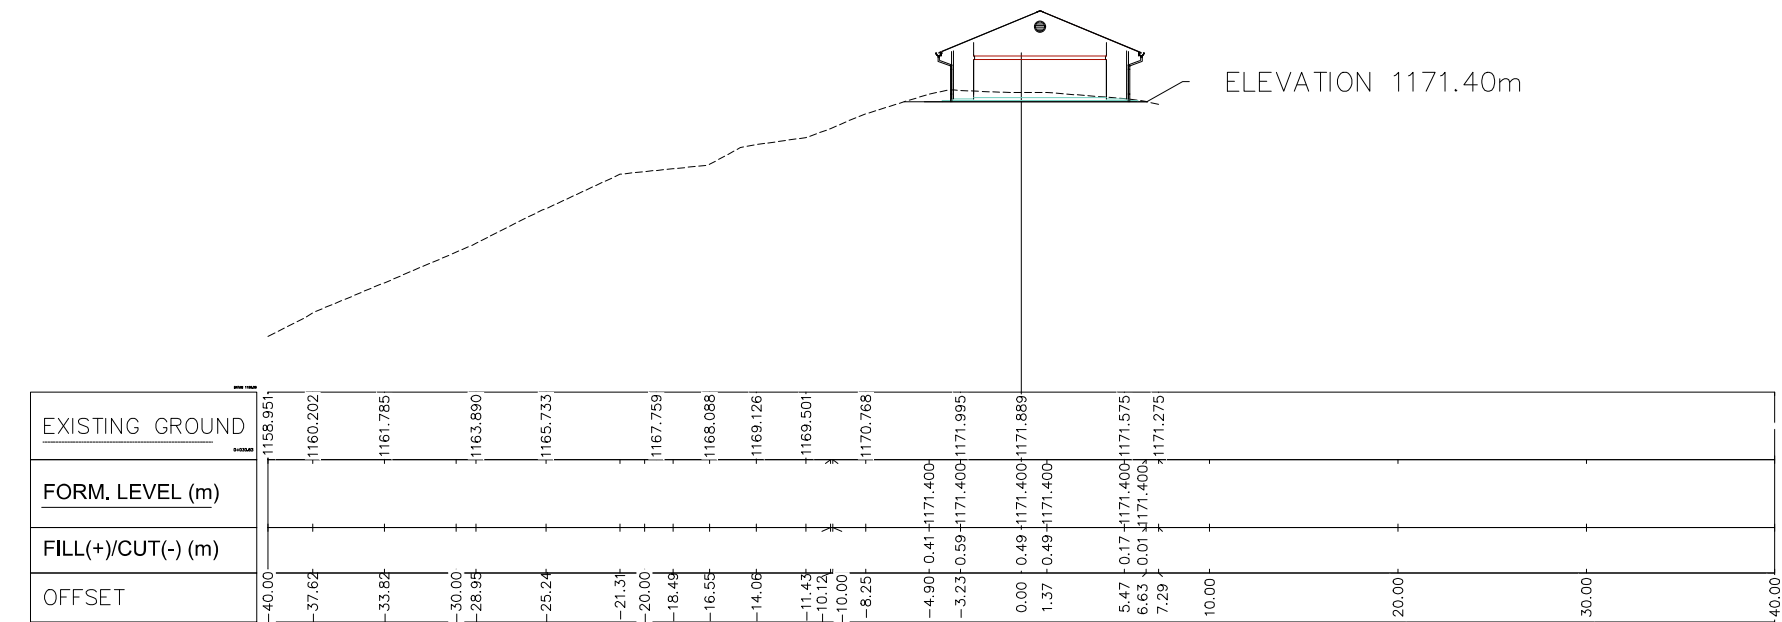 ELEVATION 1171.40m
EXISTING GROUND 1158.951 1160.202 1161.785 1163.890 1165.733 1167.759 1168.088 1169.126 1169.501 1170.768 1171.995 1171.889 1171.575 1171.275
FORM. LEVEL (m) 1171.400 1171.400 1171.400 1171.400 1171.400 1171.400
FILL(+)/CUT(-) (m) 0.41 0.59 0.49 0.49 0.17 0.01
OFFSET -40.00 -37.62 -33.82 -30.00 -28.95 -25.24 -21.31 -20.00 -18.49 -16.55 -14.06 -11.43 -10.12 -10.00 -8.25 -4.90 -3.23 0.00 1.37 5.47 6.63 7.29 10.00 20.00 30.00 40.00